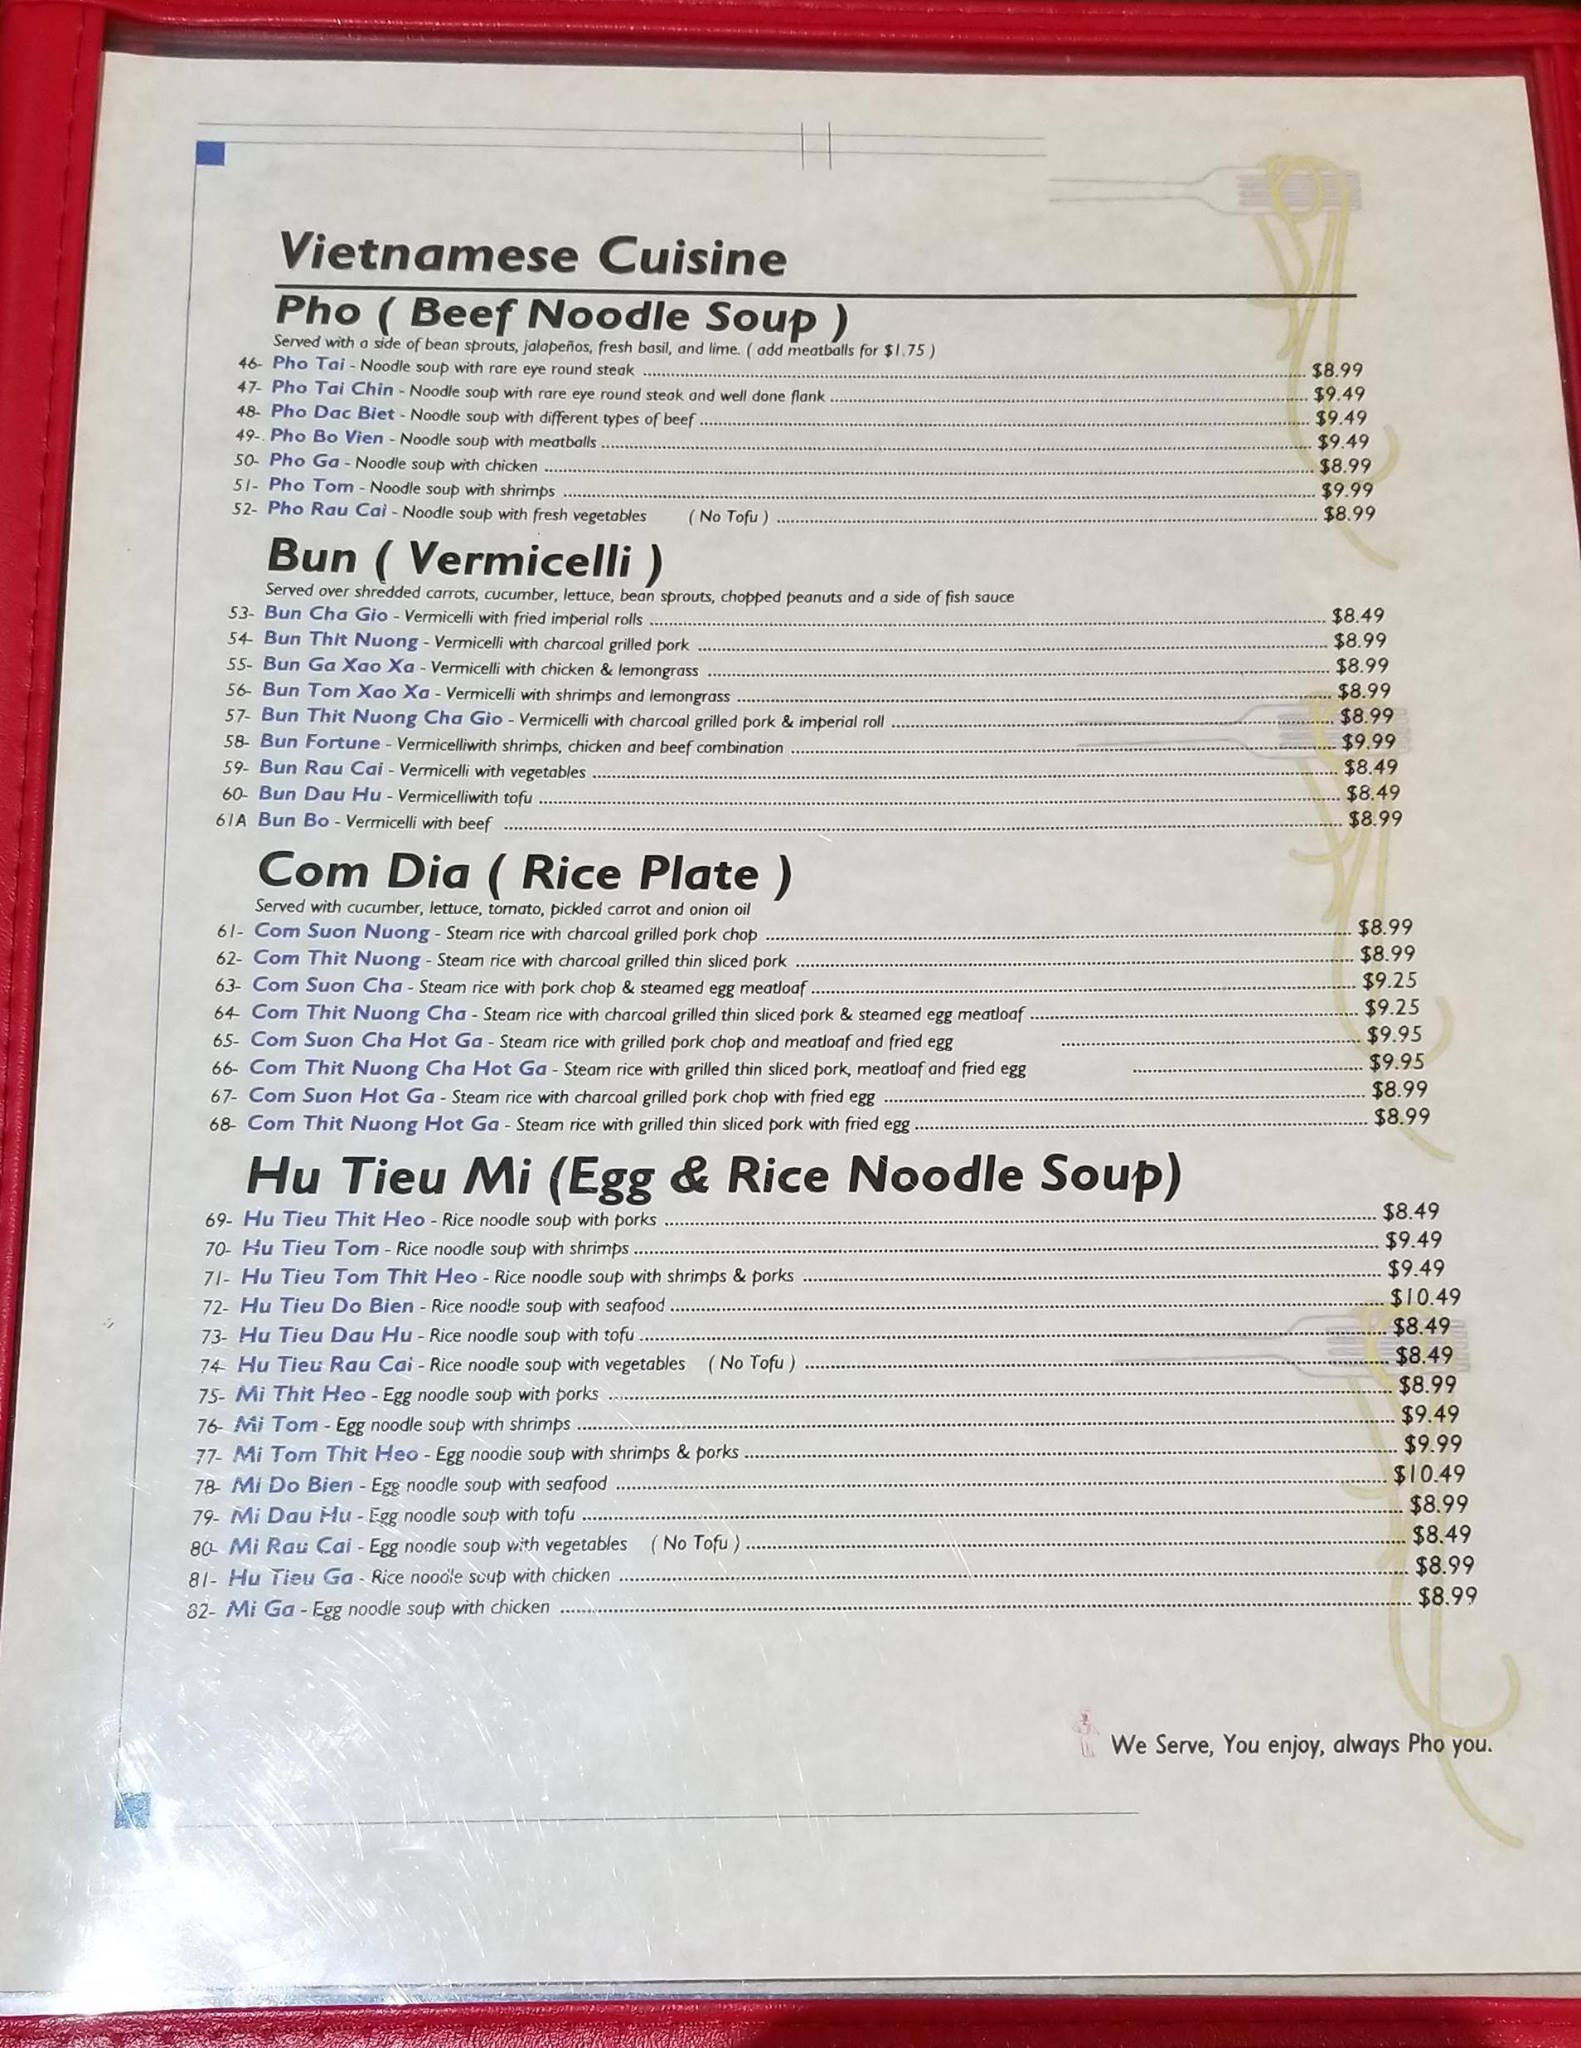 Vietnamese Cuisine
Pho ( Beef Noodle Soup )
Served with a side of bean sprouts, jalapeños, fresh basil, and lime. ( add meatballs for $1.75 )
46- Pho Tai - Noodle soup with rare eye round steak $8.99
47- Pho Tai Chin - Noodle soup with rare eye round steak and well done flank $9.49
48- Pho Dac Biet - Noodle soup with different types of beef $9.49
49-. Pho Bo Vien - Noodle soup with meatballs $9.49
50- Pho Ga - Noodle soup with chicken $8.99
51- Pho Tom - Noodle soup with shrimps $9.99
52- Pho Rau Cai - Noodle soup with fresh vegetables ( No Tofu ) $8.99
Bun ( Vermicelli )
Served over shredded carrots, cucumber, lettuce, bean sprouts, chopped peanuts and a side of fish sauce
53- Bun Cha Gio - Vermicelli with fried imperial rolls $8.49
54- Bun Thit Nuong - Vermicelli with charcoal grilled pork $8.99
55- Bun Ga Xao Xa - Vermicelli with chicken & lemongrass $8.99
56- Bun Tom Xao Xa - Vermicelli with shrimps and lemongrass $8.99
57- Bun Thit Nuong Cha Gio - Vermicelli with charcoal grilled pork & imperial roll $8.99
58- Bun Fortune - Vermicelliwith shrimps, chicken and beef combination $9.99
59- Bun Rau Cai - Vermicelli with vegetables $8.49
60- Bun Dau Hu - Vermicelliwith tofu $8.49
61A Bun Bo - Vermicelli with beef $8.99
Com Dia ( Rice Plate )
Served with cucumber, lettuce, tomato, pickled carrot and onion oil
61- Com Suon Nuong - Steam rice with charcoal grilled pork chop $8.99
62- Com Thit Nuong - Steam rice with charcoal grilled thin sliced pork $8.99
63- Com Suon Cha - Steam rice with pork chop & steamed egg meatloaf $9.25
64- Com Thit Nuong Cha - Steam rice with charcoal grilled thin sliced pork & steamed egg meatloaf $9.25
65- Com Suon Cha Hot Ga - Steam rice with grilled pork chop and meatloaf and fried egg $9.95
66- Com Thit Nuong Cha Hot Ga - Steam rice with grilled thin sliced pork, meatloaf and fried egg $9.95
67- Com Suon Hot Ga - Steam rice with charcoal grilled pork chop with fried egg $8.99
68- Com Thit Nuong Hot Ga - Steam rice with grilled thin sliced pork with fried egg $8.99
Hu Tieu Mi (Egg & Rice Noodle Soup)
69- Hu Tieu Thit Heo - Rice noodle soup with porks $8.49
70- Hu Tieu Tom - Rice noodle soup with shrimps $9.49
71- Hu Tieu Tom Thit Heo - Rice noodle soup with shrimps & porks $9.49
72- Hu Tieu Do Bien - Rice noodle soup with seafood $10.49
73- Hu Tieu Dau Hu - Rice noodle soup with tofu $8.49
74- Hu Tieu Rau Cai - Rice noodle soup with vegetables ( No Tofu ) $8.49
75- Mi Thit Heo - Egg noodle soup with porks $8.99
76- Mi Tom - Egg noodle soup with shrimps $9.49
77- Mi Tom Thit Heo - Egg noodle soup with shrimps & porks $9.99
78- Mi Do Bien - Egg noodle soup with seafood $10.49
79- Mi Dau Hu - Egg noodle soup with tofu $8.99
80- Mi Rau Cai - Egg noodle soup with vegetables ( No Tofu ) $8.49
81- Hu Tieu Ga - Rice noodle soup with chicken $8.99
82- Mi Ga - Egg noodle soup with chicken $8.99
We Serve, You enjoy, always Pho you.